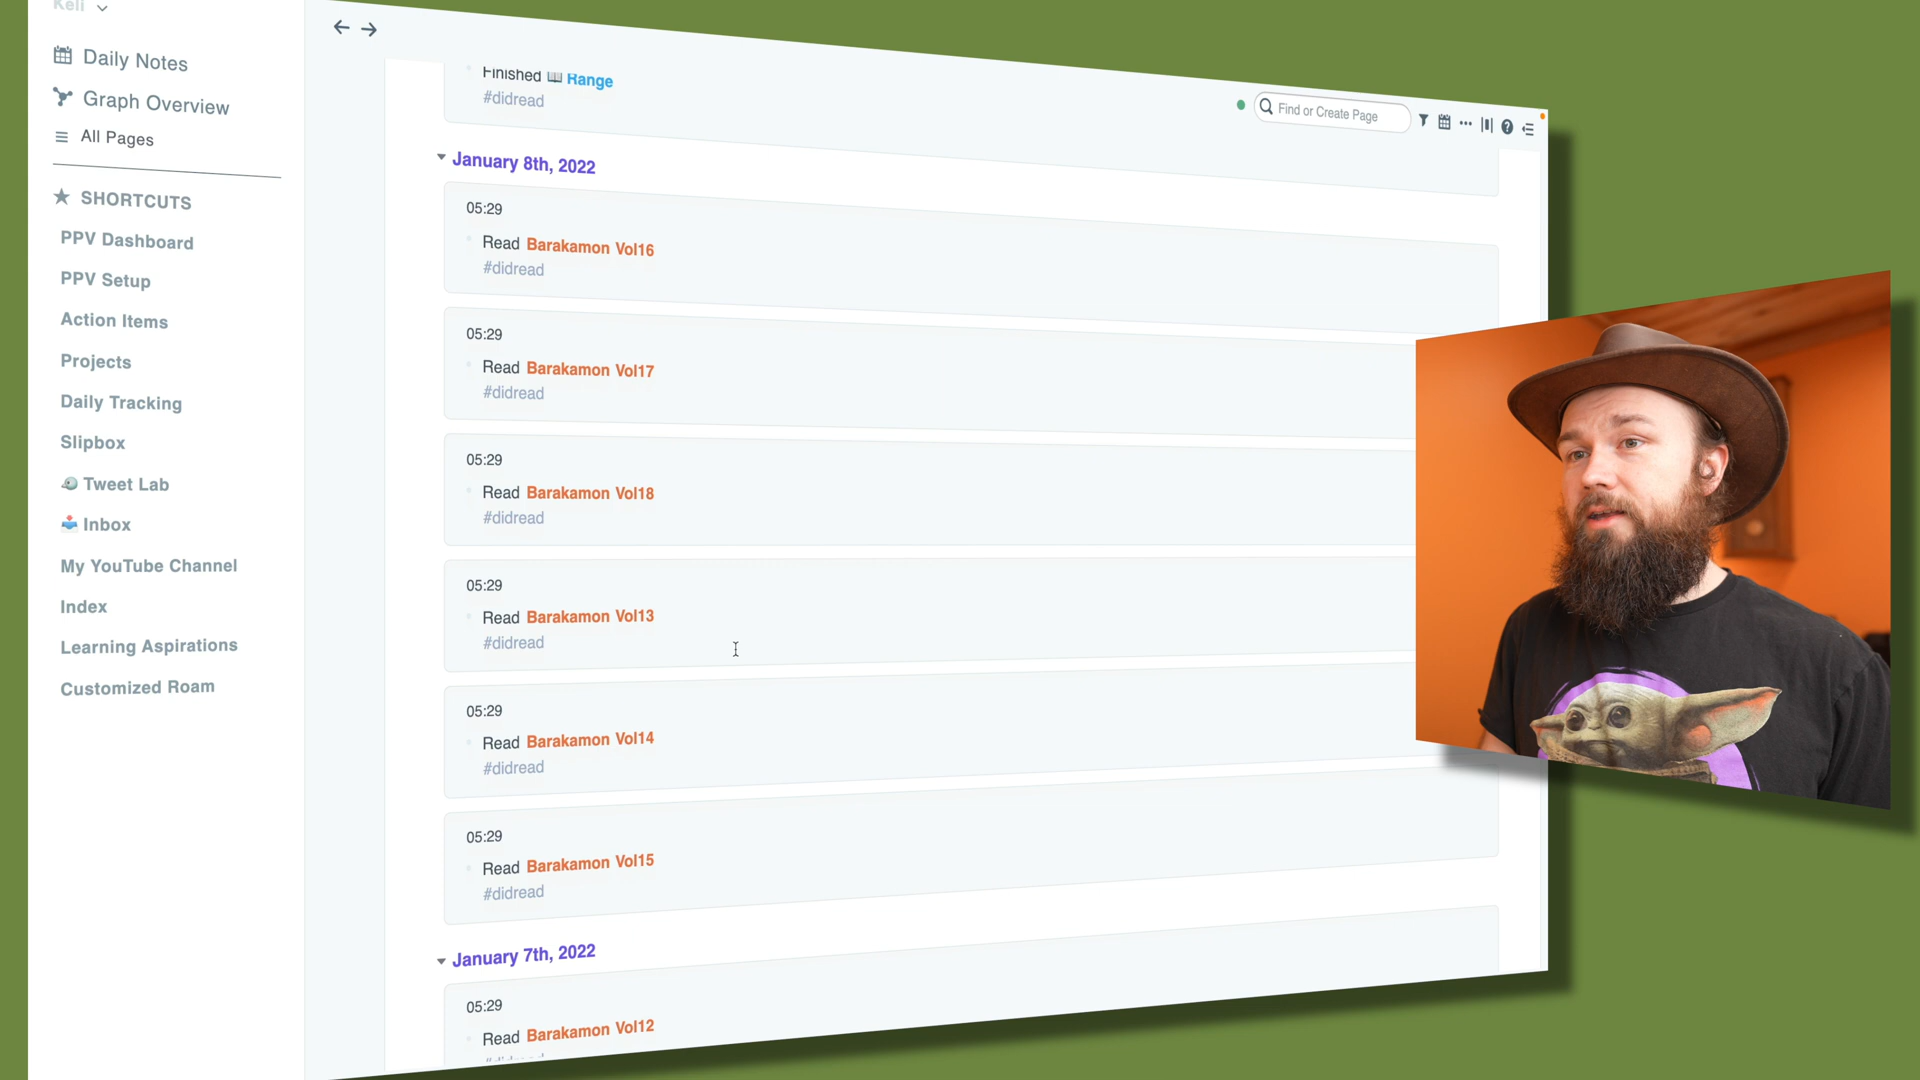 Keli
Daily Notes
Graph Overview
All Pages
SHORTCUTS
PPV Dashboard
PPV Setup
Action Items
Projects
Daily Tracking
Slipbox
Tweet Lab
Inbox
My YouTube Channel
Index
Learning Aspirations
Customized Roam
Find or Create Page
Finished Range
#didread
January 8th, 2022
05:29
Read Barakamon Vol16
#didread
05:29
Read Barakamon Vol17
#didread
05:29
Read Barakamon Vol18
#didread
05:29
Read Barakamon Vol13
#didread
05:29
Read Barakamon Vol14
#didread
05:29
Read Barakamon Vol15
#didread
January 7th, 2022
05:29
Read Barakamon Vol12